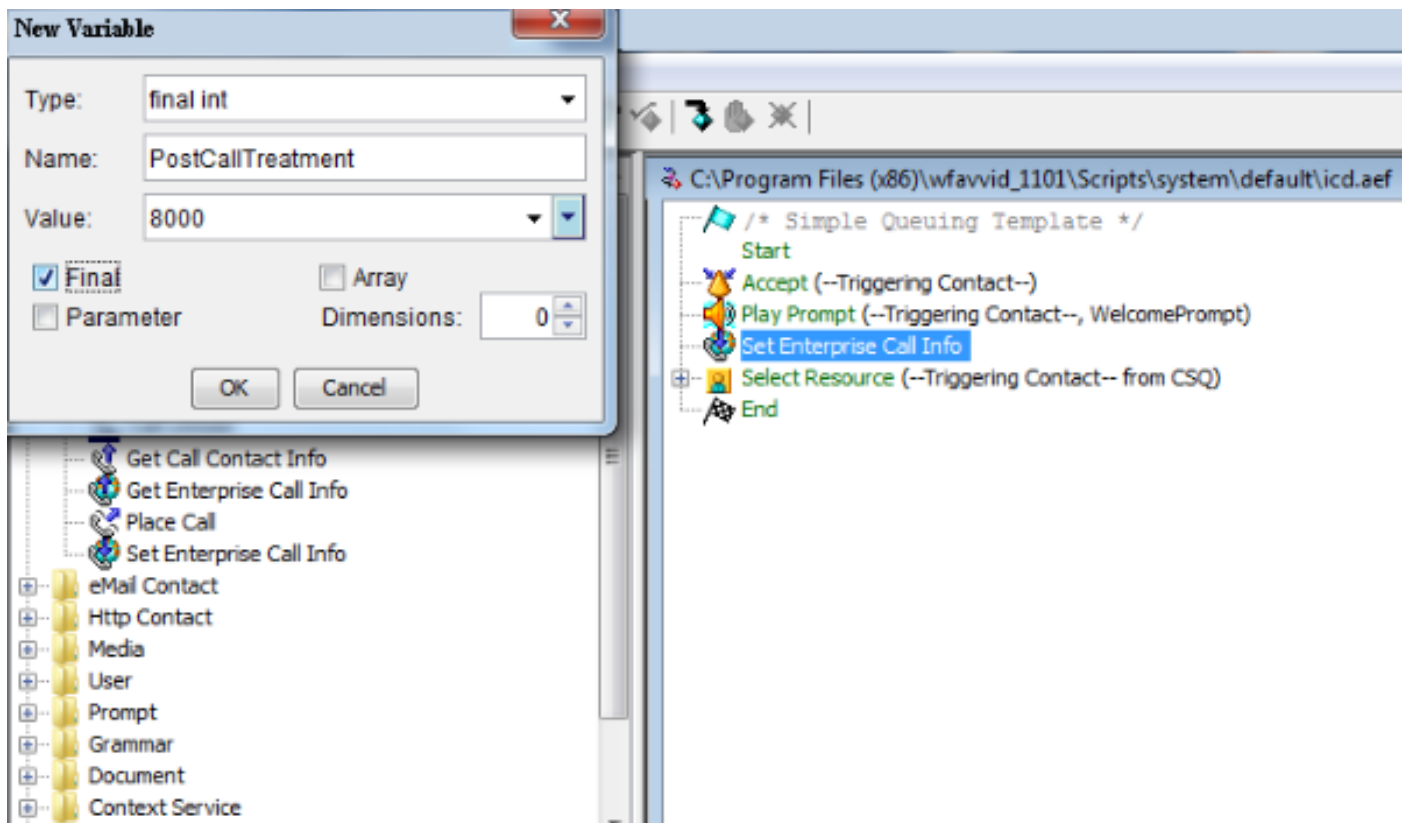 New Variable
Type: final int
Name: PostCallTreatment
Value: 8000
Final Array
Parameter Dimensions: 0
OK Cancel
Get Call Contact Info
Get Enterprise Call Info
Place Call
Set Enterprise Call Info
eMail Contact
Http Contact
Media
User
Prompt
Grammar
Document
Context Service
C:\Program Files (x86)\wfavvid_1101\Scripts\system\default\icd.aef
/* Simple Queuing Template */
Start
Accept (--Triggering Contact--)
Play Prompt (--Triggering Contact--, WelcomePrompt)
Set Enterprise Call Info
Select Resource (--Triggering Contact-- from CSQ)
End